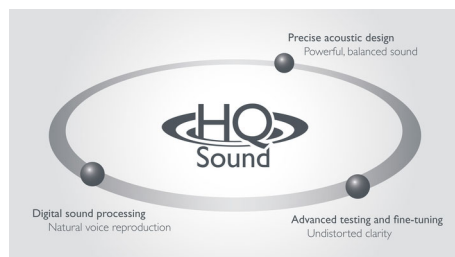 Precise acoustic design
Powerful, balanced sound
HQ
Sound
Digital sound processing
Natural voice reproduction
Advanced testing and fine-tuning
Undistorted clarity